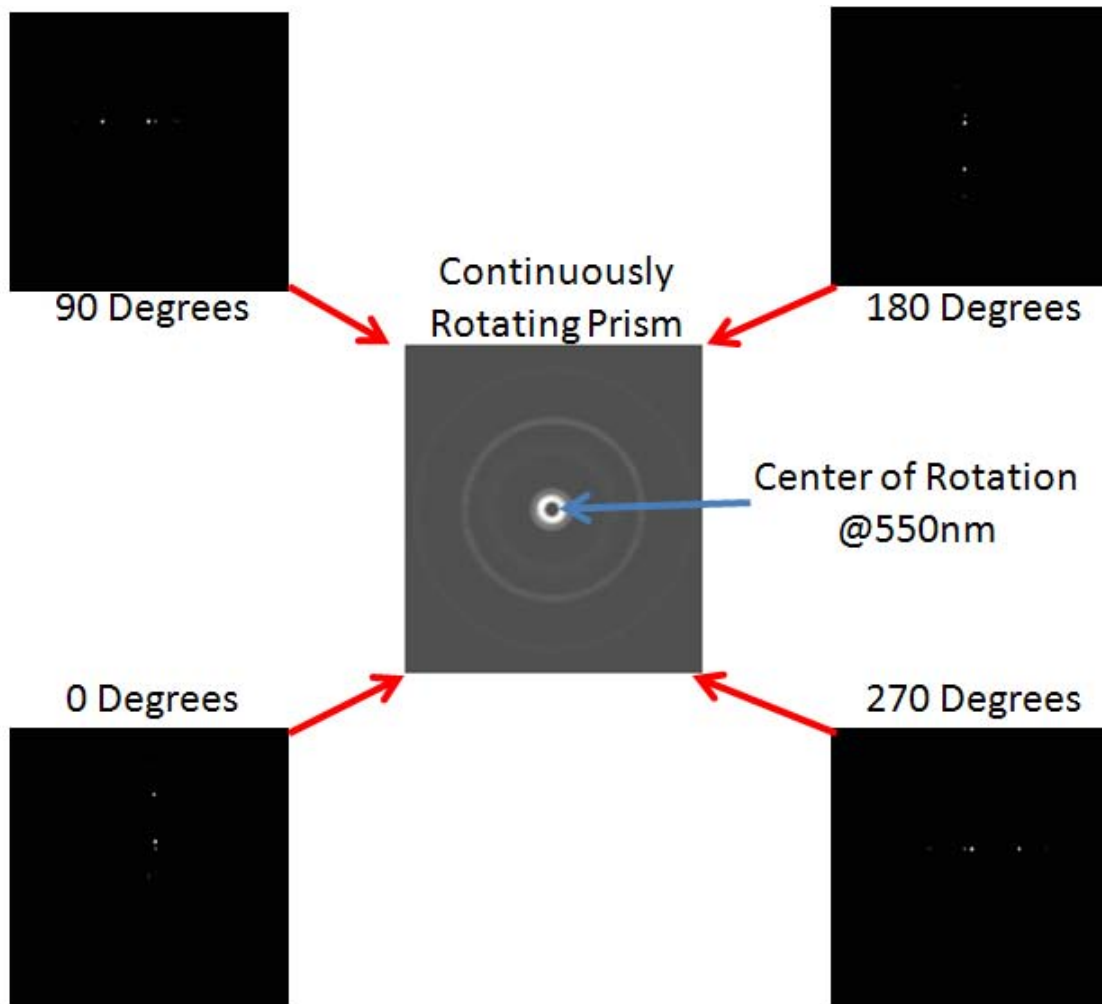 90 Degrees
180 Degrees
Continuously
Rotating Prism
Center of Rotation
@550nm
0 Degrees
270 Degrees